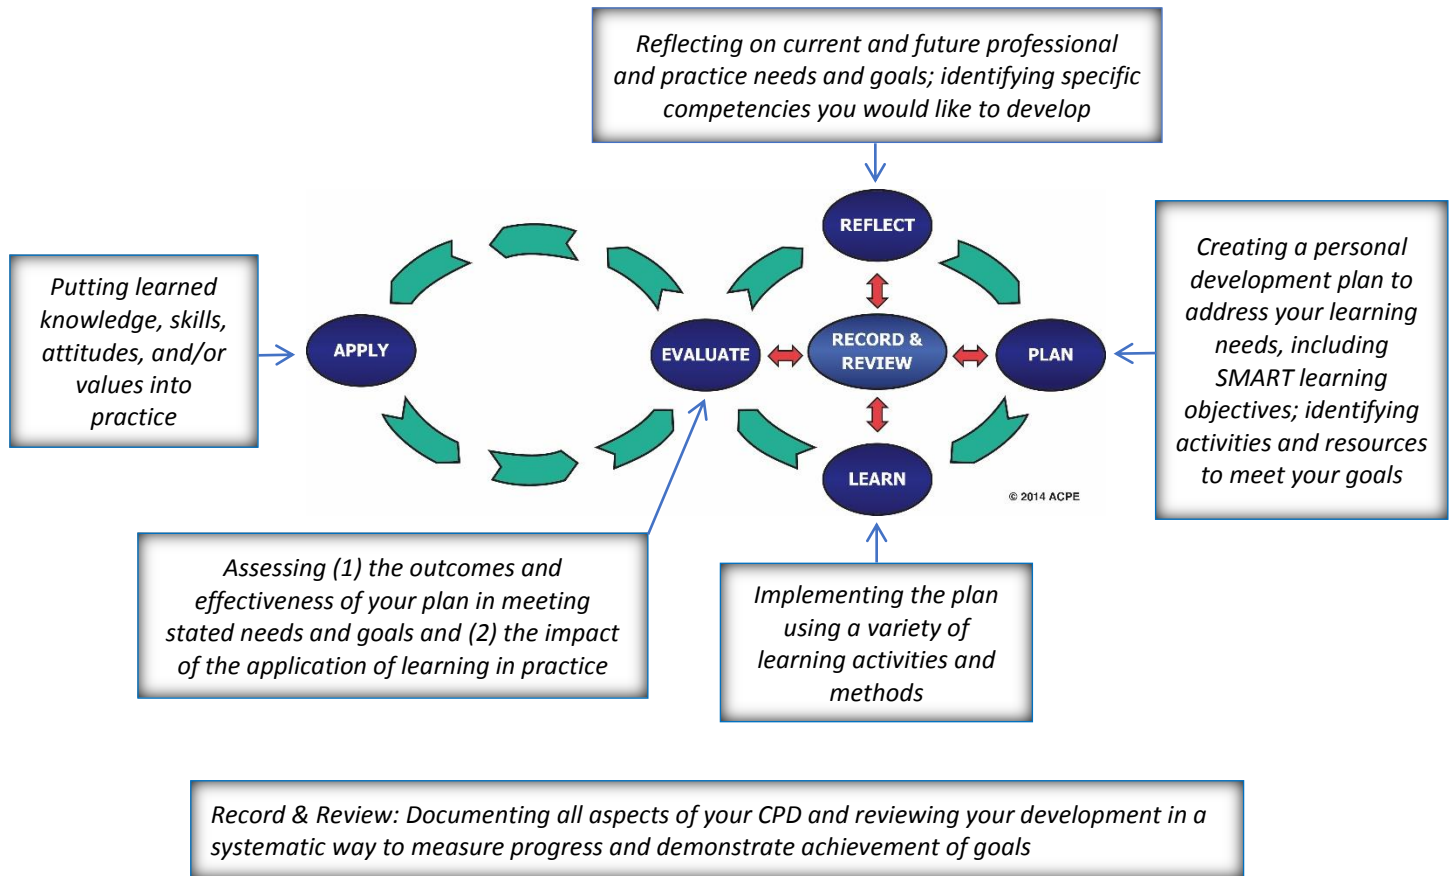 Reflecting on current and future professional
and practice needs and goals; identifying specific
competencies you would like to develop
REFLECT
Creating a personal
development plan to
address your learning
needs, including
SMART learning
objectives; identifying
activities and resources
to meet your goals
Putting learned
knowledge, skills,
attitudes, and/or
values into
practice
APPLY
EVALUATE
RECORD &
REVIEW
PLAN
LEARN
© 2014 ACPE
Assessing (1) the outcomes and
effectiveness of your plan in meeting
stated needs and goals and (2) the impact
of the application of learning in practice
Implementing the plan
using a variety of
learning activities and
methods
Record & Review: Documenting all aspects of your CPD and reviewing your development in a
systematic way to measure progress and demonstrate achievement of goals